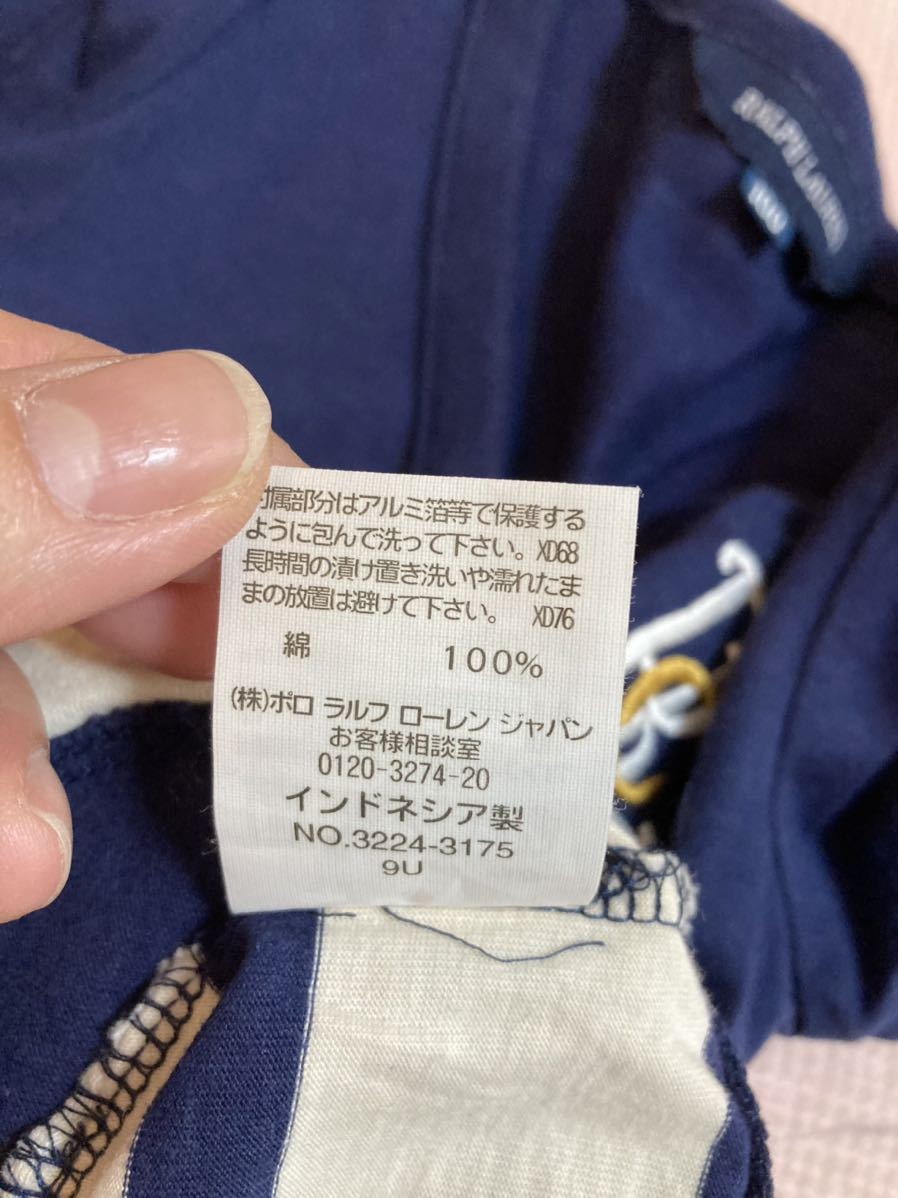 RALPH LAUREN
100
付属部分はアルミ箔等で保護する
ように包んで洗って下さい。XD68
長時間の漬け置き洗いや濡れたま
まの放置は避けて下さい。 XD76
綿 100%
(株)ポロ ラルフ ローレン ジャパン
お客様相談室
0120-3274-20
インドネシア製
NO.3224-3175
9U